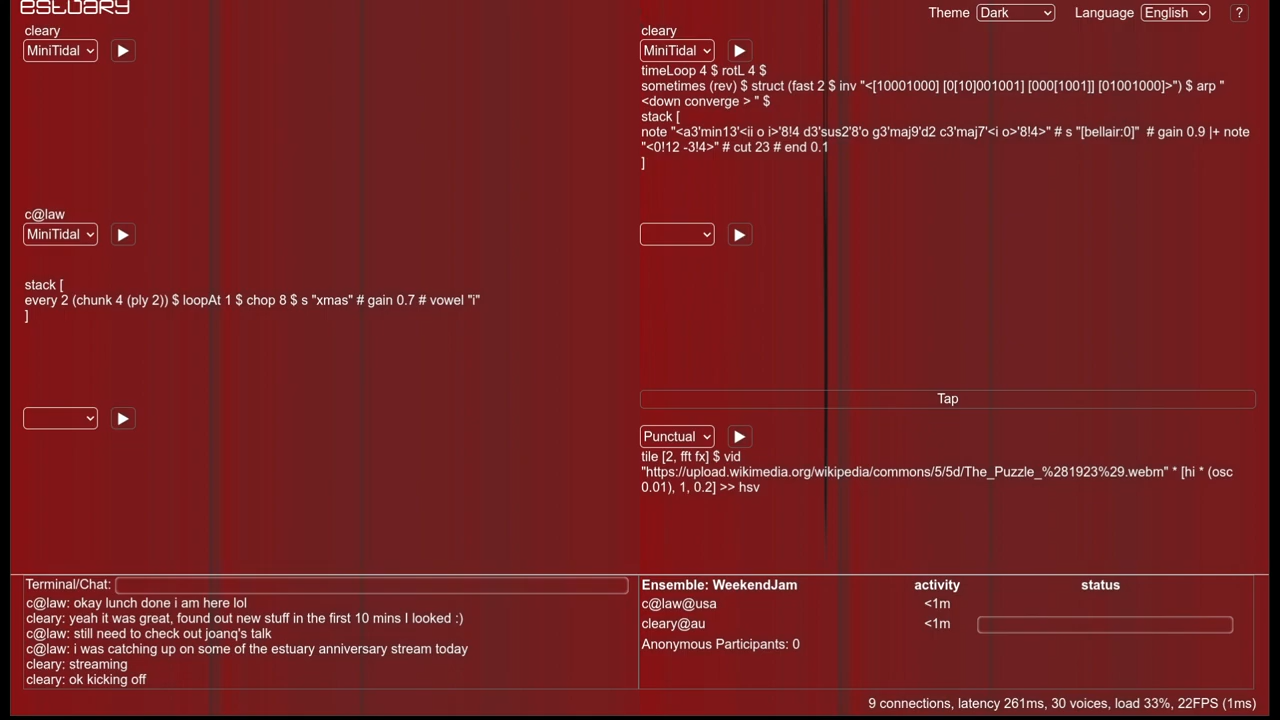 estuary
Theme Dark Language English ?
cleary
MiniTidal
cleary
MiniTidal
timeLoop 4 $ rotL 4 $
sometimes (rev) $ struct (fast 2 $ inv "<[10001000] [0[10]001001] [000[1001]] [01001000]>") $ arp "
<down converge > " $
stack [
note "<a3'min13'<ii o i>'8!4 d3'sus2'8'o g3'maj9'd2 c3'maj7'<i o>'8!4>" # s "[bellair:0]"  # gain 0.9 |+ note
"<0!12 -3!4>" # cut 23 # end 0.1
]
c@law
MiniTidal
stack [
every 2 (chunk 4 (ply 2)) $ loopAt 1 $ chop 8 $ s "xmas" # gain 0.7 # vowel "i"
]
Tap
Punctual
tile [2, fft fx] $ vid
"https://upload.wikimedia.org/wikipedia/commons/5/5d/The_Puzzle_%281923%29.webm" * [hi * (osc
0.01), 1, 0.2] >> hsv
Terminal/Chat:
c@law: okay lunch done i am here lol
cleary: yeah it was great, found out new stuff in the first 10 mins I looked :)
c@law: still need to check out joanq's talk
c@law: i was catching up on some of the estuary anniversary stream today
cleary: streaming
cleary: ok kicking off
Ensemble: WeekendJam activity status
c@law@usa <1m
cleary@au <1m
Anonymous Participants: 0
9 connections, latency 261ms, 30 voices, load 33%, 22FPS (1ms)